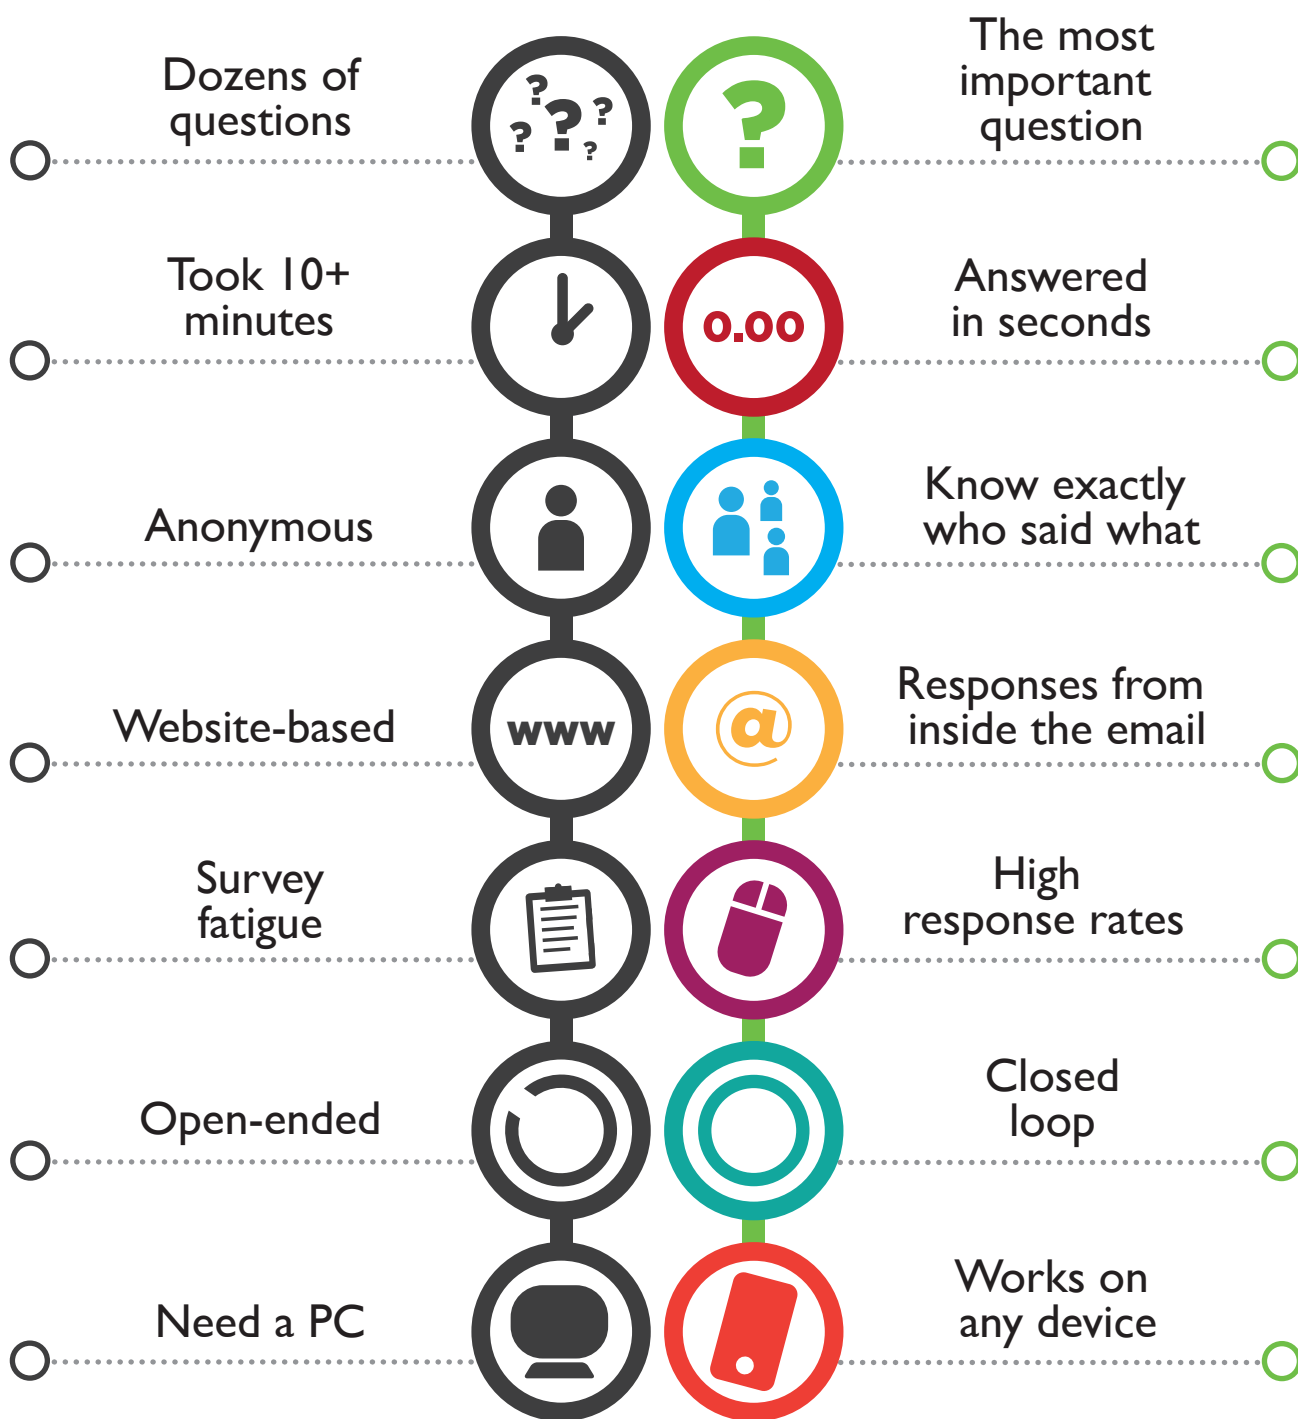 Dozens of
questions
? ? ? ? ?
?
The most
important
question
Took 10+
minutes
0.00
Answered
in seconds
Anonymous
Know exactly
who said what
Website-based
www
@
Responses from
inside the email
Survey
fatigue
High
response rates
Open-ended
Closed
loop
Need a PC
Works on
any device